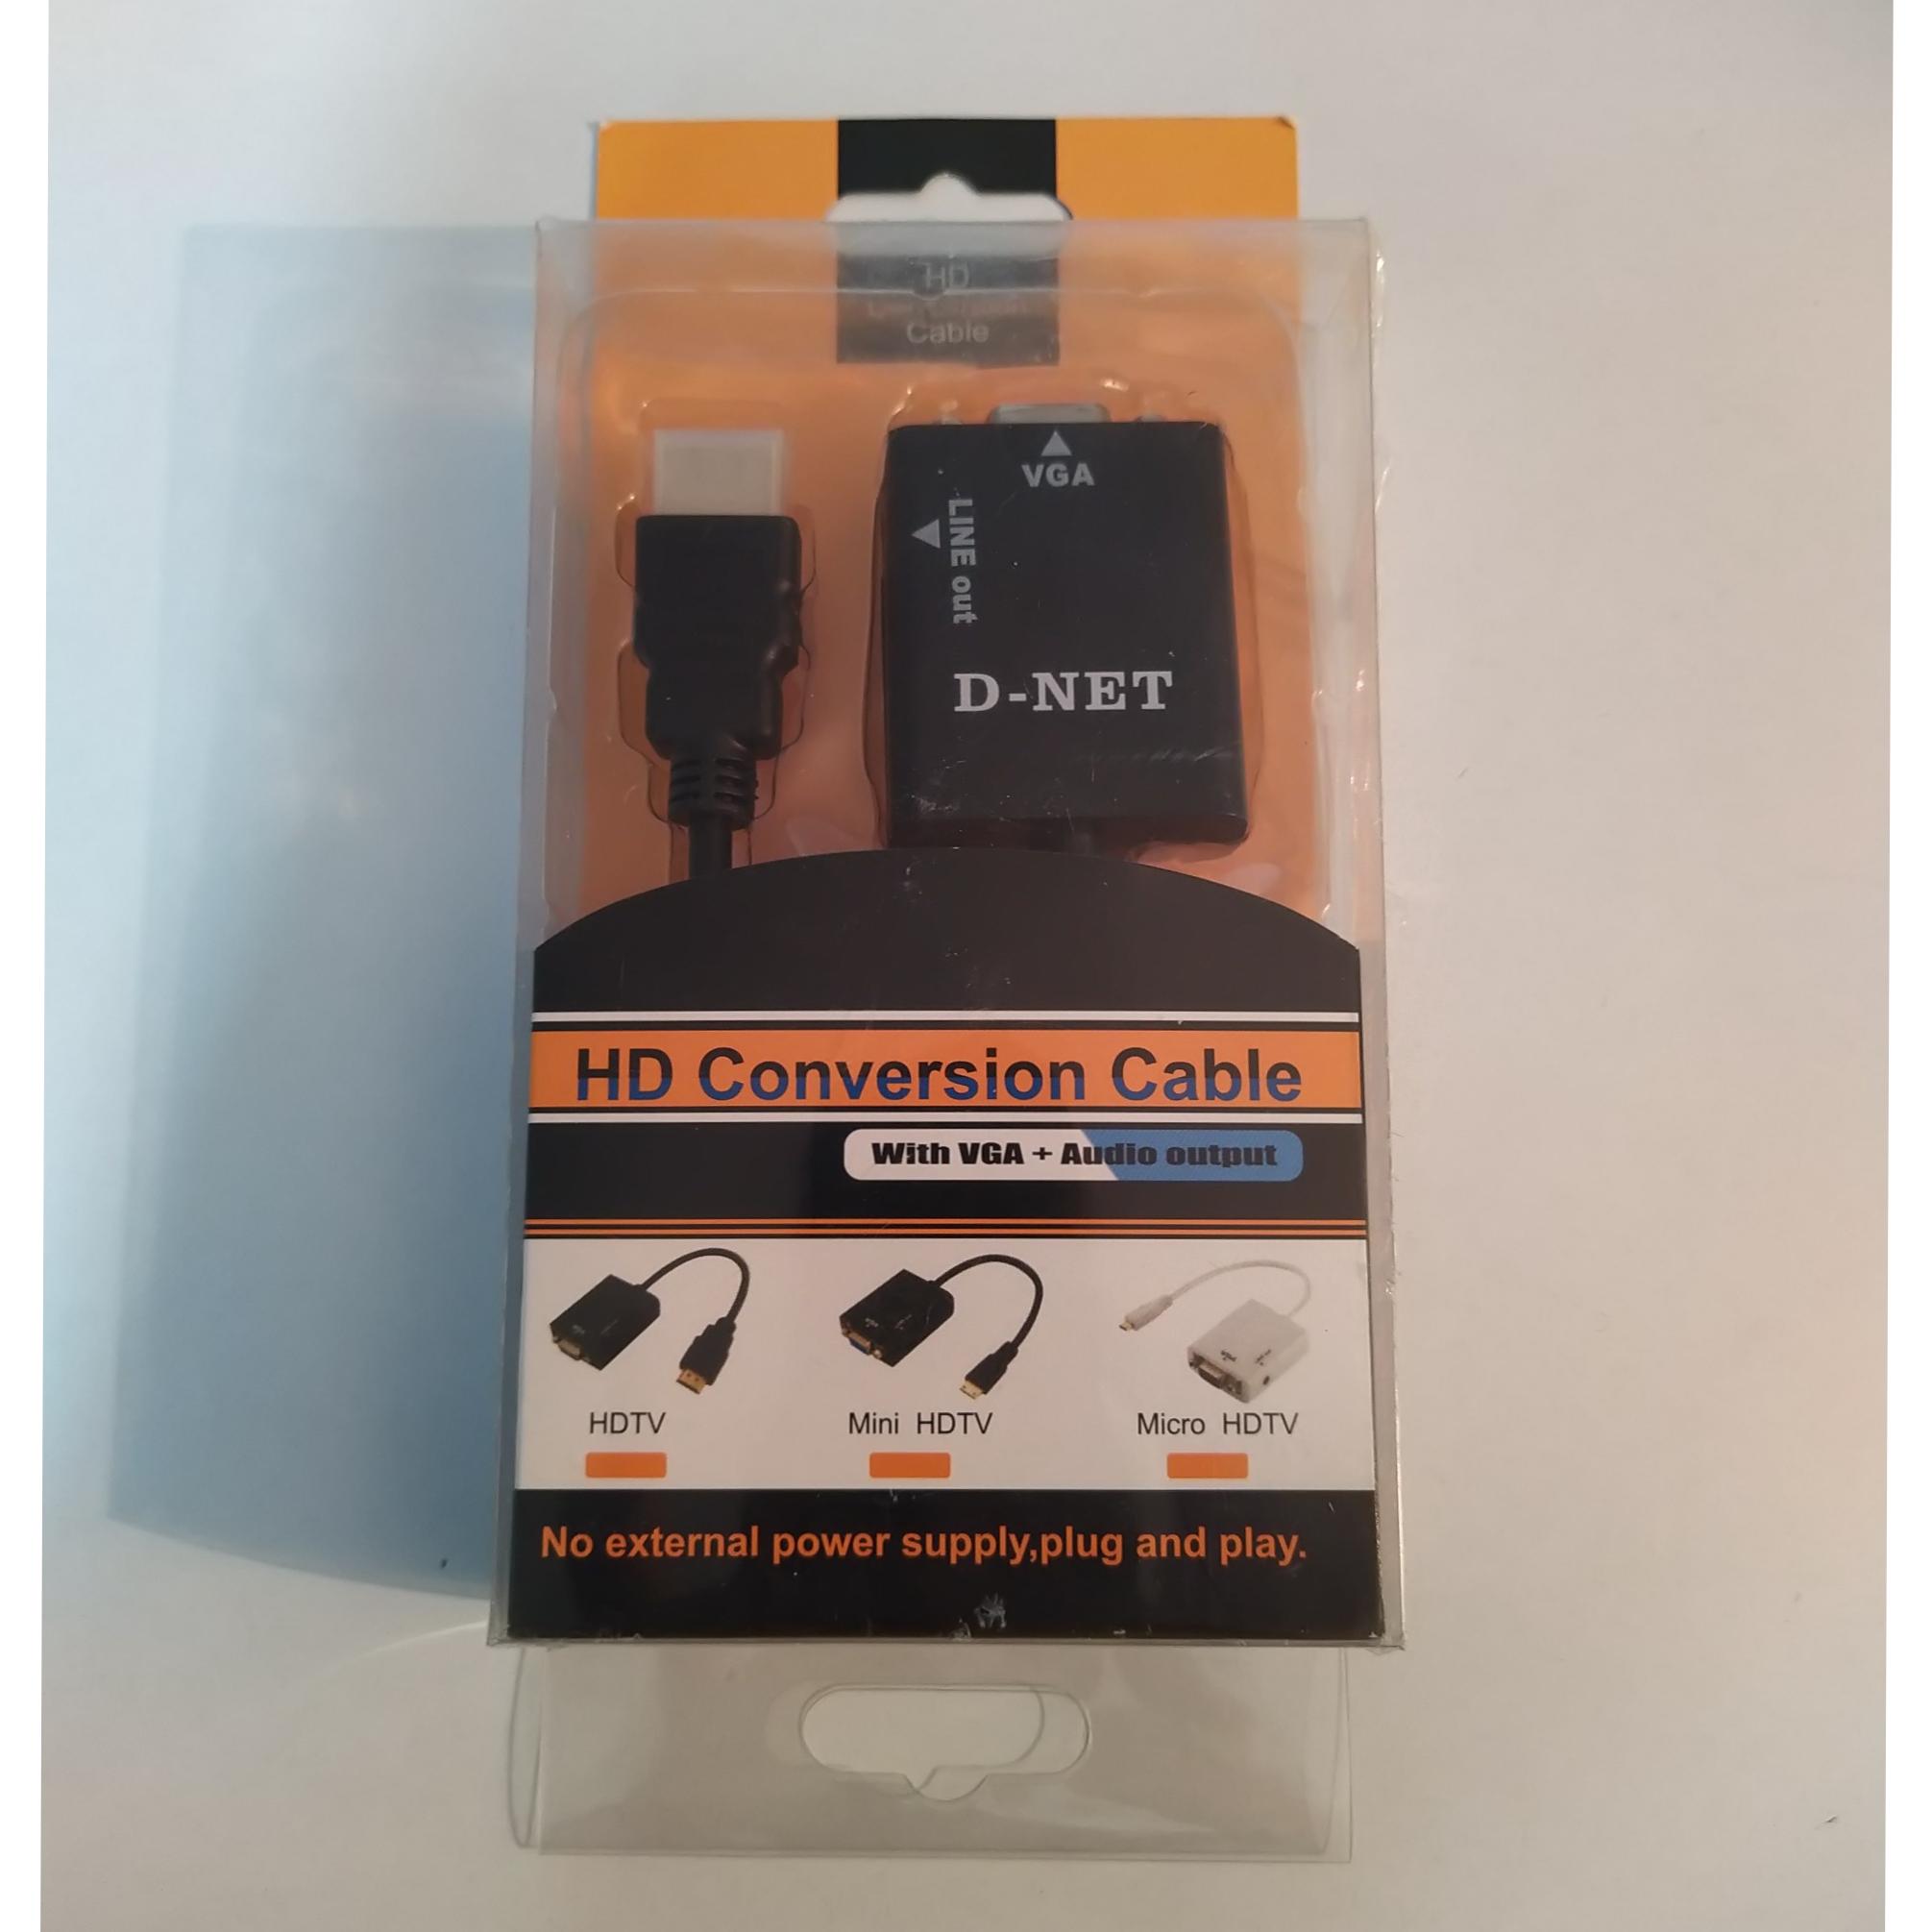 HD
Cable
VGA
LINE out
D-NET
HD Conversion Cable
With VGA + Audio output
HDTV
Mini HDTV
Micro HDTV
No external power supply,plug and play.